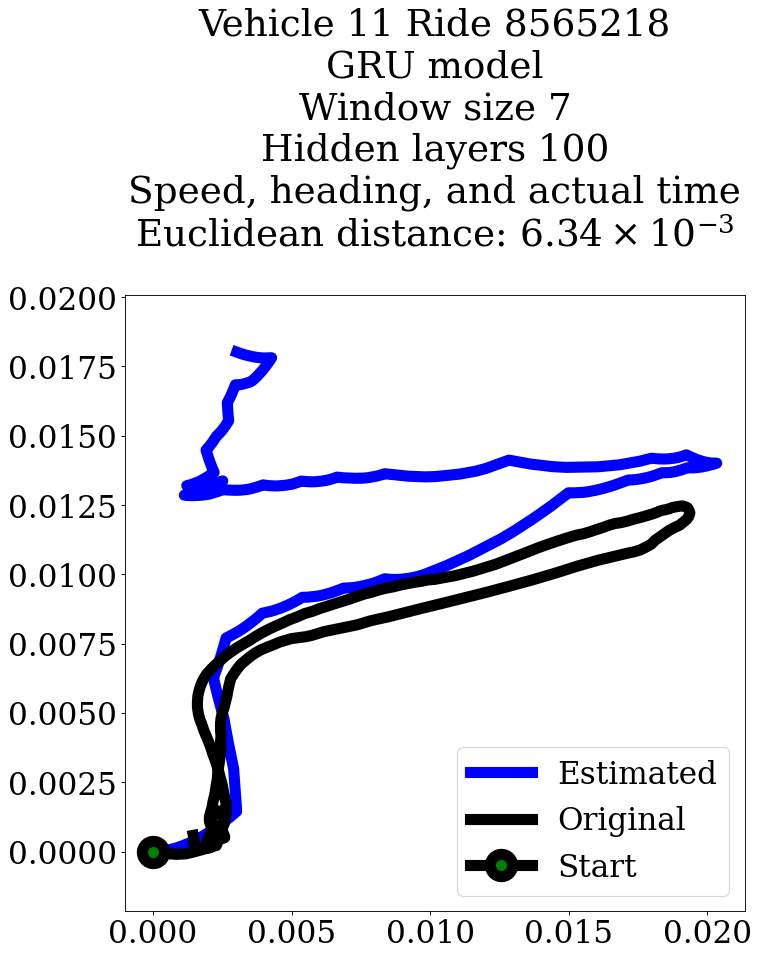 Vehicle 11 Ride 8565218
GRU model
Window size 7
Hidden layers 100
Speed, heading, and actual time
Euclidean distance: 6.34 × 10⁻³
0.0200
0.0175
0.0150
0.0125
0.0100
0.0075
0.0050
0.0025
0.0000
Estimated
Original
Start
0.000 0.005 0.010 0.015 0.020